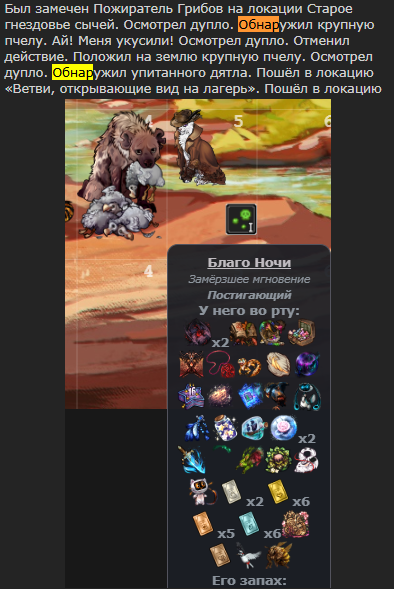 Был замечен Пожиратель Грибов на локации Старое
гнездовье сычей. Осмотрел дупло. Обнаружил крупную
пчелу. Ай! Меня укусили! Осмотрел дупло. Отменил
действие. Положил на землю крупную пчелу. Осмотрел
дупло. Обнаружил упитанного дятла. Пошёл в локацию
«Ветви, открывающие вид на лагерь». Пошёл в локацию
4 5 6
I
4
Благо Ночи
Замёрзшее мгновение
Постигающий
У него во рту:
x2
16
x2
x2 x6
x5 x6
Его запах: